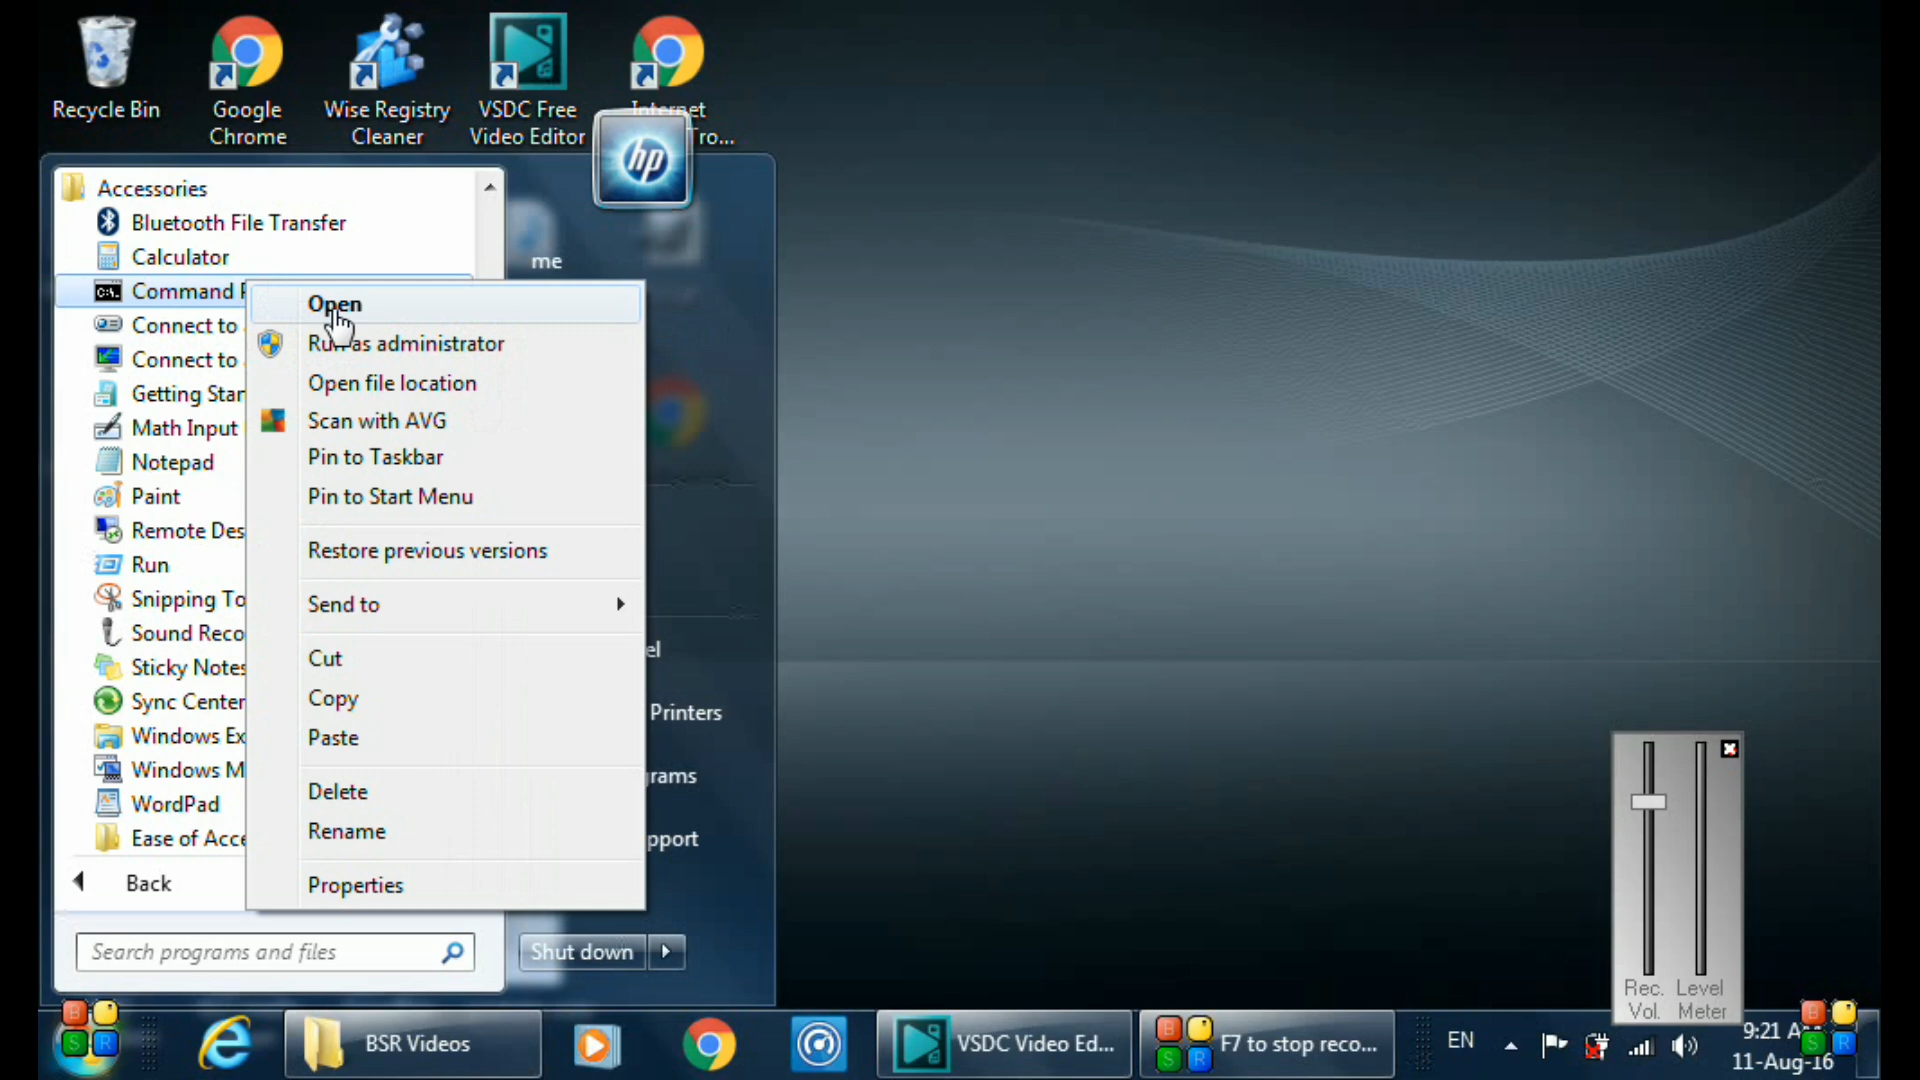 Recycle Bin
Google
Chrome
Wise Registry
Cleaner
VSDC Free
Video Editor
Internet
ro...
hp
Accessories
Bluetooth File Transfer
Calculator
Command P
Connect to
Connect to
Getting Star
Math Input
Notepad
Paint
Remote Des
Run
Snipping To
Sound Reco
Sticky Notes
Sync Center
Windows Ex
Windows M
WordPad
Ease of Acce
Back
Search programs and files
me
el
Printers
rams
pport
Shut down
Open
Run as administrator
Open file location
Scan with AVG
Pin to Taskbar
Pin to Start Menu
Restore previous versions
Send to
Cut
Copy
Paste
Delete
Rename
Properties
Rec. Level
Vol. Meter
B
S R
BSR Videos
VSDC Video Ed...
B
S R
F7 to stop reco...
EN
9:21 A
11-Aug-16
B
S R